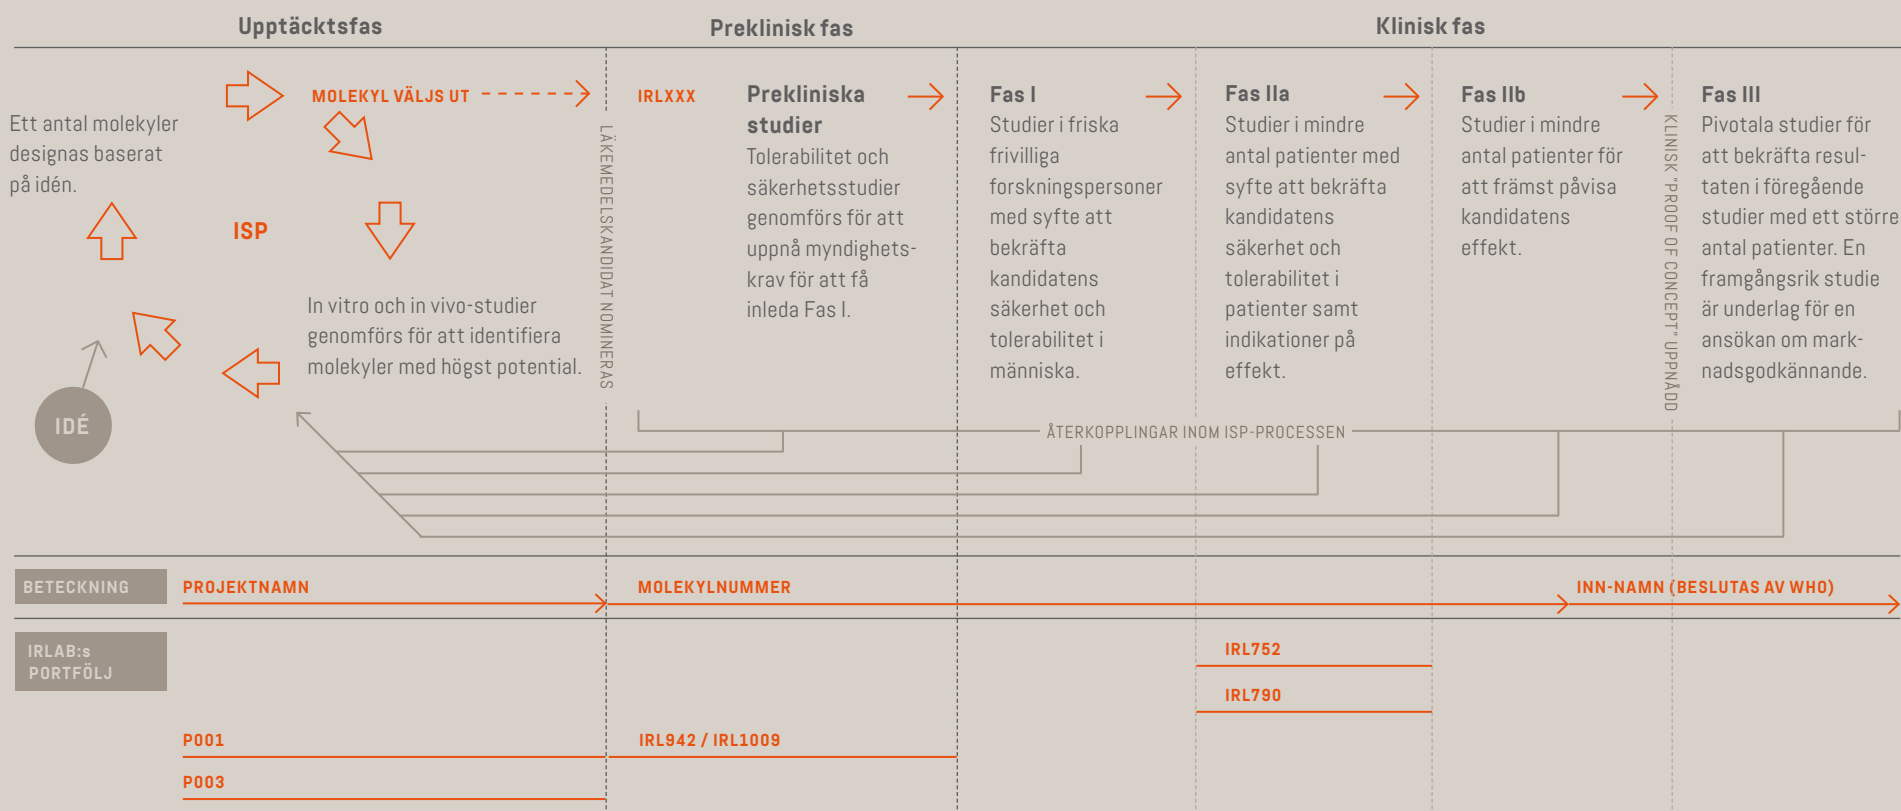 Upptäcktsfas
Preklinisk fas
Klinisk fas
Ett antal molekyler
designas baserat
på idén.
MOLEKYL VÄLJS UT
ISP
In vitro och in vivo-studier
genomförs för att identifiera
molekyler med högst potential.
IDÉ
LÄKEMEDELSKANDIDAT NOMINERAS
IRLXXX
Prekliniska
studier
Tolerabilitet och
säkerhetsstudier
genomförs för att
uppnå myndighets-
krav för att få
inleda Fas I.
Fas I
Studier i friska
frivilliga
forskningspersoner
med syfte att
bekräfta
kandidatens
säkerhet och
tolerabilitet i
människa.
Fas IIa
Studier i mindre
antal patienter med
syfte att bekräfta
kandidatens
säkerhet och
tolerabilitet i
patienter samt
indikationer på
effekt.
Fas IIb
Studier i mindre
antal patienter för
att främst påvisa
kandidatens
effekt.
KLINISK "PROOF OF CONCEPT" UPPNÅDD
Fas III
Pivotala studier för
att bekräfta resul-
taten i föregående
studier med ett större
antal patienter. En
framgångsrik studie
är underlag för en
ansökan om mark-
nadsgodkännande.
ÅTERKOPPLINGAR INOM ISP-PROCESSEN
BETECKNING
PROJEKTNAMN
MOLEKYLNUMMER
INN-NAMN (BESLUTAS AV WHO)
IRLAB:s
PORTFÖLJ
IRL752
IRL790
P001
IRL942 / IRL1009
P003